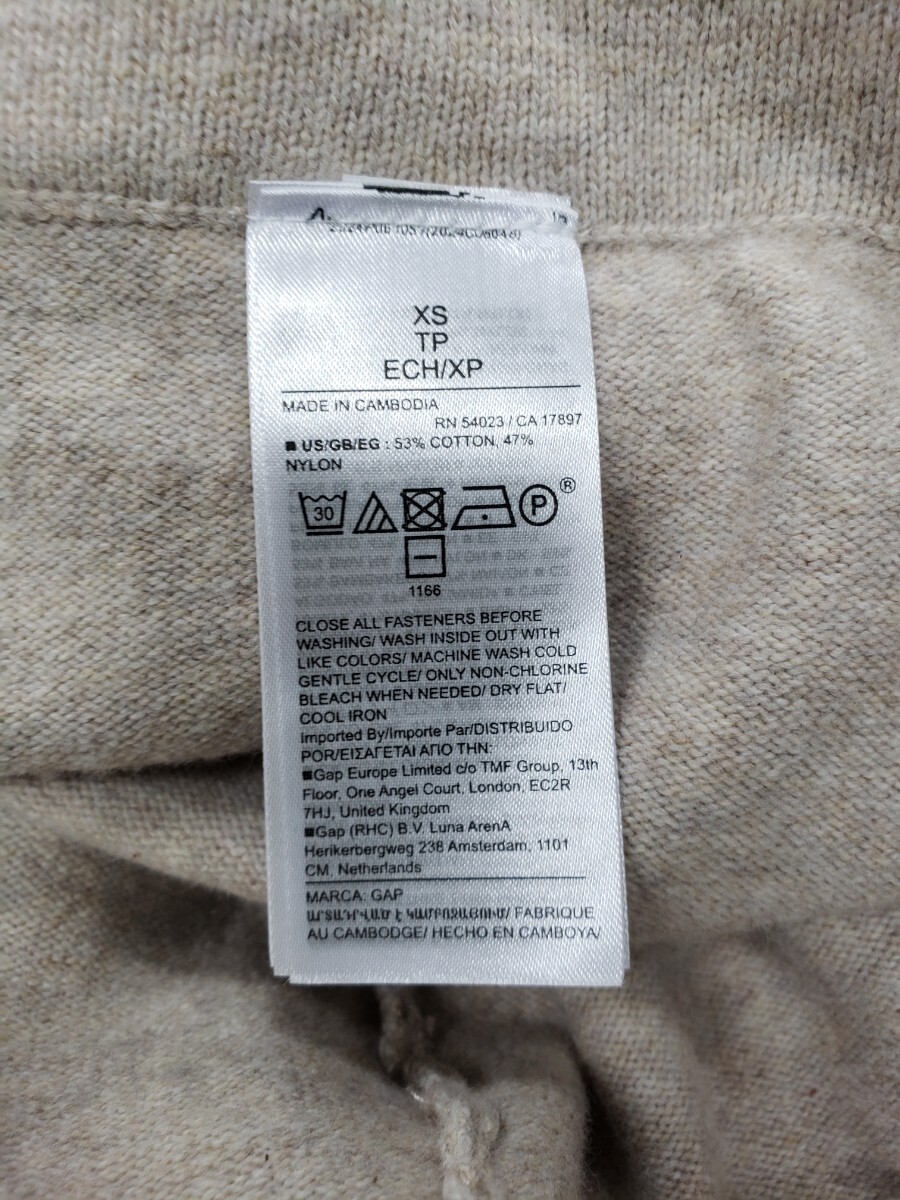 XS
TP
ECH/XP
MADE IN CAMBODIA
RN 54023 / CA 17897
■ US/GB/EG : 53% COTTON, 47%
NYLON
30
P®
1166
CLOSE ALL FASTENERS BEFORE
WASHING/ WASH INSIDE OUT WITH
LIKE COLORS/ MACHINE WASH COLD
GENTLE CYCLE/ ONLY NON-CHLORINE
BLEACH WHEN NEEDED/ DRY FLAT/
COOL IRON
Imported By/Importe Par/DISTRIBUIDO
POR/ΕΙΣΑΓΕΤΑΙ ΑΠΟ ΤΗΝ:
■Gap Europe Limited c/o TMF Group, 13th
Floor, One Angel Court, London, EC2R
7HJ, United Kingdom
■Gap (RHC) B.V. Luna ArenA
Herikerbergweg 238 Amsterdam, 1101
CM, Netherlands
MARCA: GAP
ԱՐՏԱԴՐՎԱԾ Է ԿԱՄԲՈՋԱՅՈՒՄ/ FABRIQUE
AU CAMBODGE/ HECHO EN CAMBOYA/